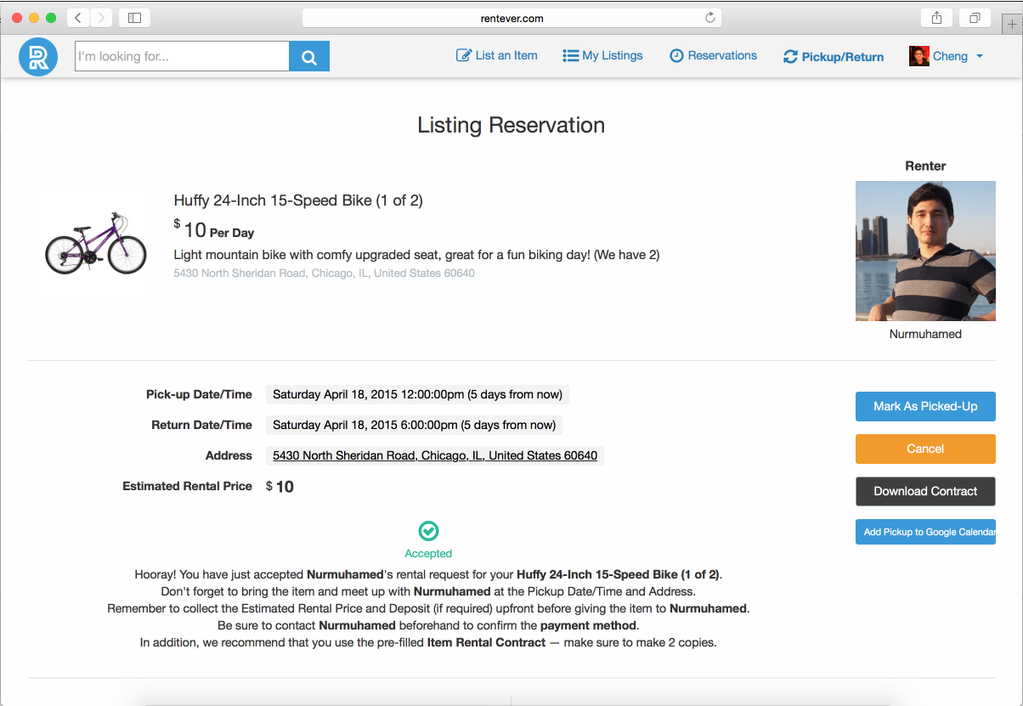 rentever.com
I'm looking for...
List an Item
My Listings
Reservations
Pickup/Return
Cheng
Listing Reservation
Renter
Huffy 24-Inch 15-Speed Bike (1 of 2)
$ 10 Per Day
Light mountain bike with comfy upgraded seat, great for a fun biking day! (We have 2)
5430 North Sheridan Road, Chicago, IL, United States 60640
Nurmuhamed
Pick-up Date/Time Saturday April 18, 2015 12:00:00pm (5 days from now)
Return Date/Time Saturday April 18, 2015 6:00:00pm (5 days from now)
Address 5430 North Sheridan Road, Chicago, IL, United States 60640
Estimated Rental Price $ 10
Mark As Picked-Up
Cancel
Download Contract
Add Pickup to Google Calendar
Accepted
Hooray! You have just accepted Nurmuhamed's rental request for your Huffy 24-Inch 15-Speed Bike (1 of 2).
Don't forget to bring the item and meet up with Nurmuhamed at the Pickup Date/Time and Address.
Remember to collect the Estimated Rental Price and Deposit (if required) upfront before giving the item to Nurmuhamed.
Be sure to contact Nurmuhamed beforehand to confirm the payment method.
In addition, we recommend that you use the pre-filled Item Rental Contract — make sure to make 2 copies.